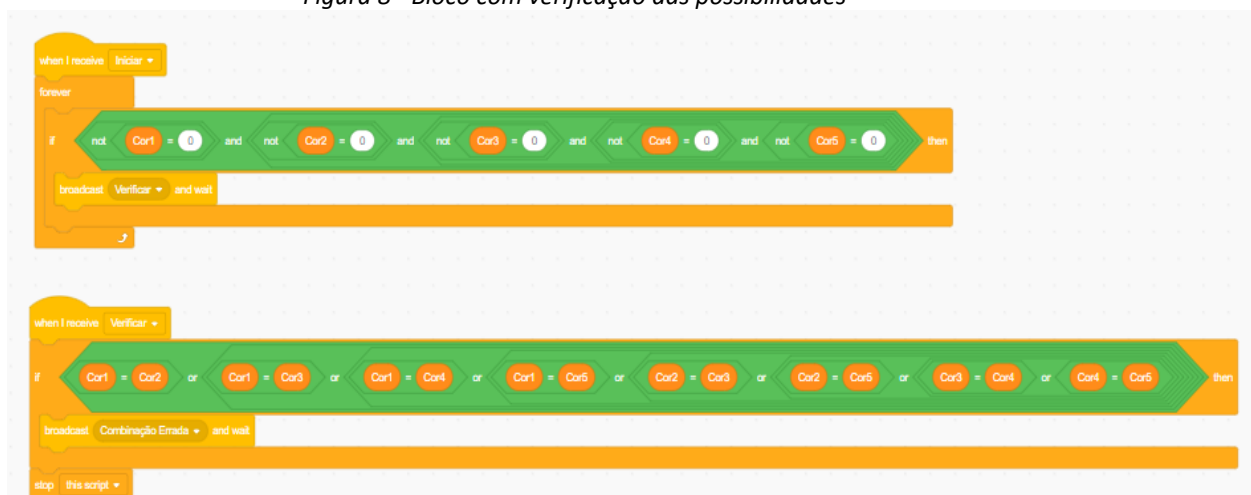 Figura 8 - Bloco com verificação das possibilidades
when I receive Iniciar
forever
if not Cor1 = 0 and not Cor2 = 0 and not Cor3 = 0 and not Cor4 = 0 and not Cor5 = 0 then
broadcast Verificar and wait
when I receive Verificar
if Cor1 = Cor2 or Cor1 = Cor3 or Cor1 = Cor4 or Cor1 = Cor5 or Cor2 = Cor3 or Cor2 = Cor5 or Cor3 = Cor4 or Cor4 = Cor5 then
broadcast Combinação Errada and wait
stop this script